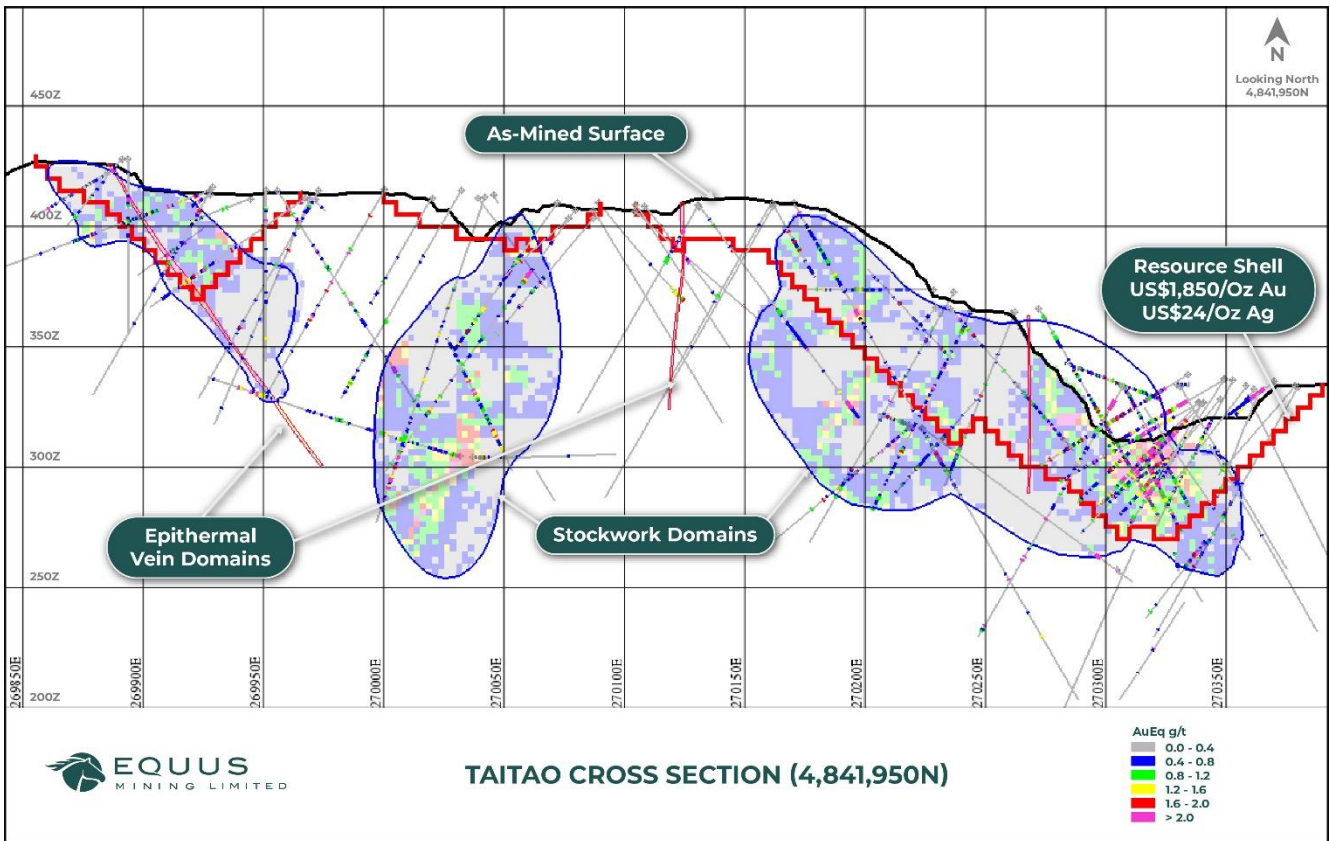 N
Looking North
4,841,950N
450Z
As-Mined Surface
400Z
Resource Shell
US$1,850/Oz Au
US$24/Oz Ag
350Z
300Z
Epithermal
Vein Domains
Stockwork Domains
250Z
200Z
269850E
269900E
269950E
270000E
270050E
270100E
270150E
270200E
270250E
270300E
270350E
EQUUS
MINING LIMITED
TAITAO CROSS SECTION (4,841,950N)
AuEq g/t
0.0 - 0.4
0.4 - 0.8
0.8 - 1.2
1.2 - 1.6
1.6 - 2.0
> 2.0